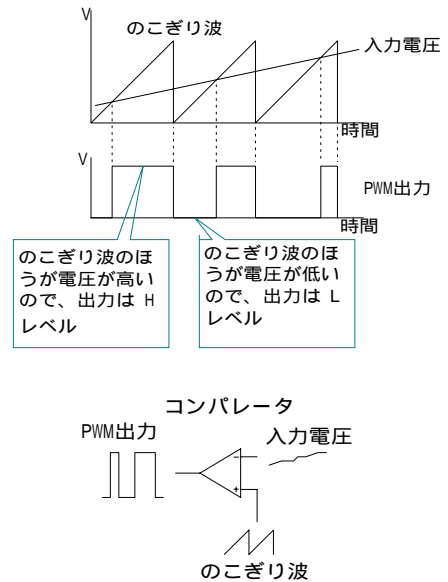 V
のこぎり波
入力電圧
時間
V
PWM出力
時間
のこぎり波のほ
うが電圧が高い
ので、出力は H
レベル
のこぎり波のほ
うが電圧が低い
ので、出力は L
レベル
コンパレータ
PWM出力
入力電圧
-
+
のこぎり波